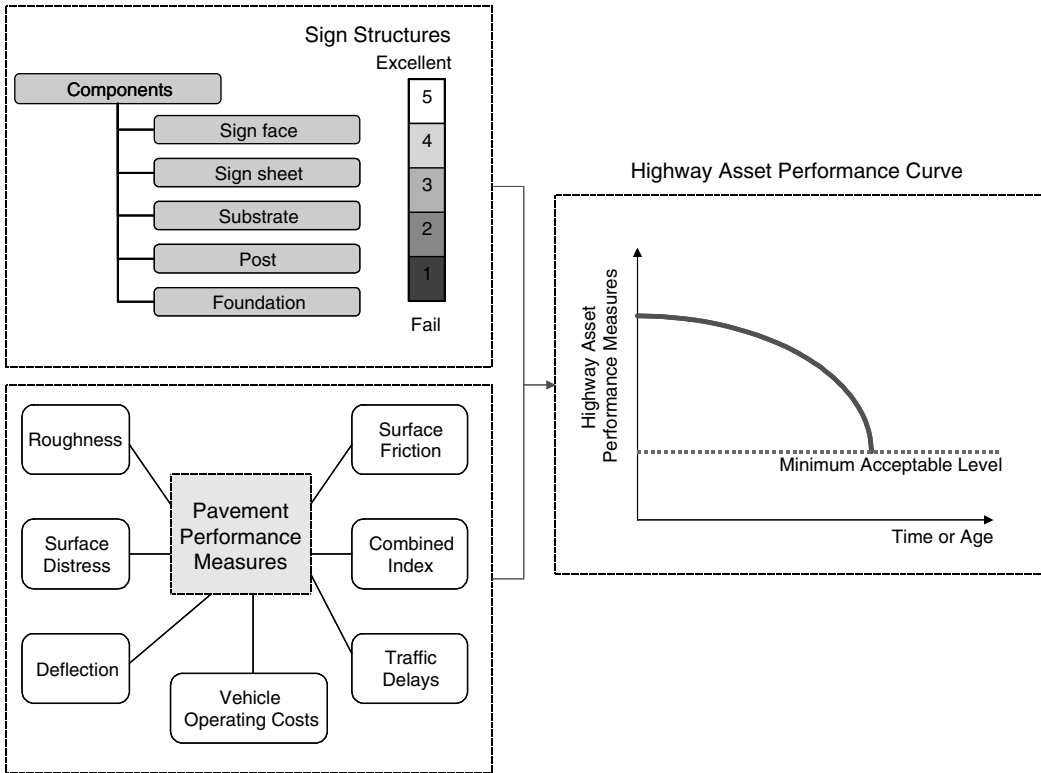 Sign Structures
Excellent
Components
Sign face
Sign sheet
Substrate
Post
Foundation
5
4
3
2
1
Fail
Roughness
Surface
Distress
Deflection
Pavement
Performance
Measures
Vehicle
Operating Costs
Surface
Friction
Combined
Index
Traffic
Delays
Highway Asset Performance Curve
Highway Asset
Performance Measures
Minimum Acceptable Level
Time or Age